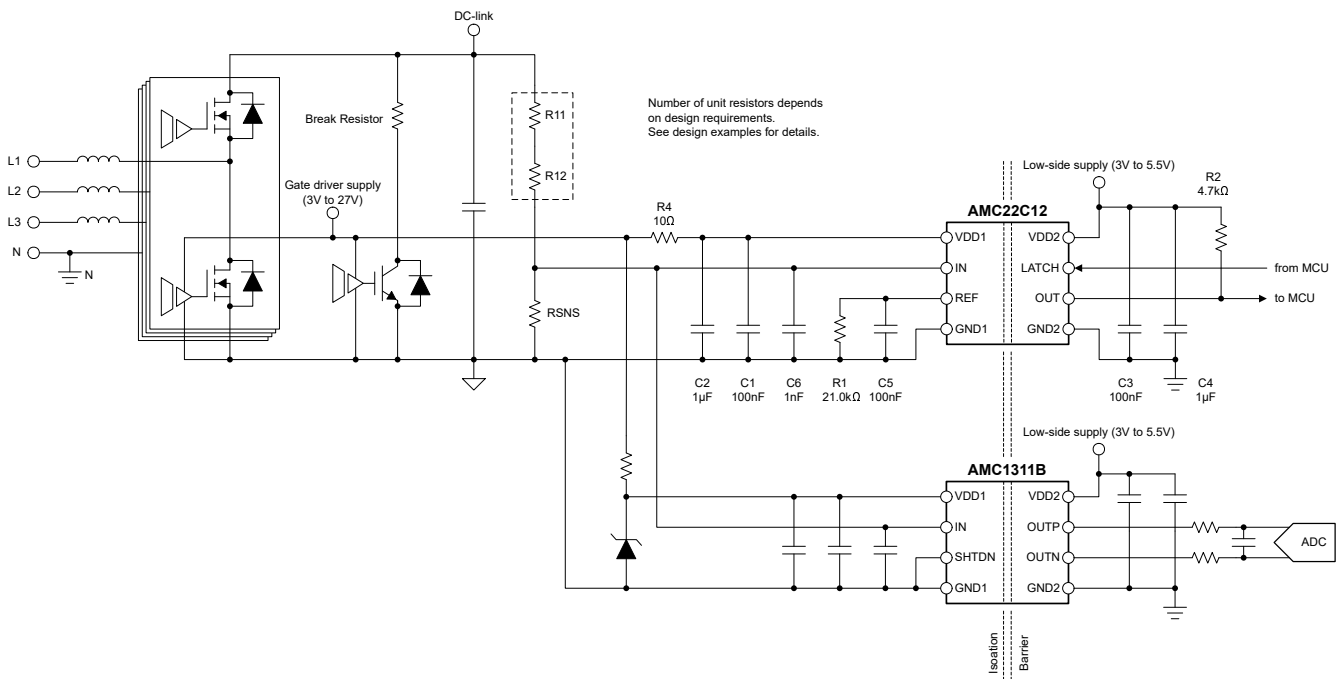 DC-link
R11
Break Resistor
R12
Number of unit resistors depends
on design requirements.
See design examples for details.
L1
L2
L3
N
N
Gate driver supply
(3V to 27V)
RSNS
R4
10Ω
Low-side supply (3V to 5.5V)
R2
4.7kΩ
AMC22C12
VDD1
VDD2
IN
LATCH
from MCU
REF
OUT
to MCU
GND1
GND2
C2
1µF
C1
100nF
C6
1nF
R1
21.0kΩ
C5
100nF
C3
100nF
C4
1µF
Low-side supply (3V to 5.5V)
AMC1311B
VDD1
VDD2
IN
OUTP
SHTDN
OUTN
ADC
GND1
GND2
Isoation
Barrier